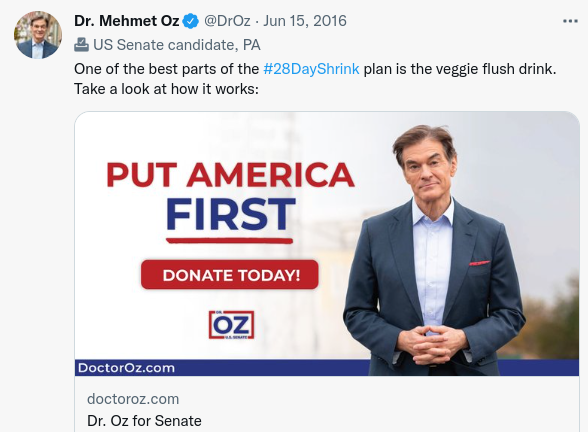 Dr. Mehmet Oz @DrOz · Jun 15, 2016
US Senate candidate, PA
One of the best parts of the #28DayShrink plan is the veggie flush drink.
Take a look at how it works:
PUT AMERICA
FIRST
DONATE TODAY!
DR.
OZ
U.S. SENATE
DoctorOz.com
doctoroz.com
Dr. Oz for Senate